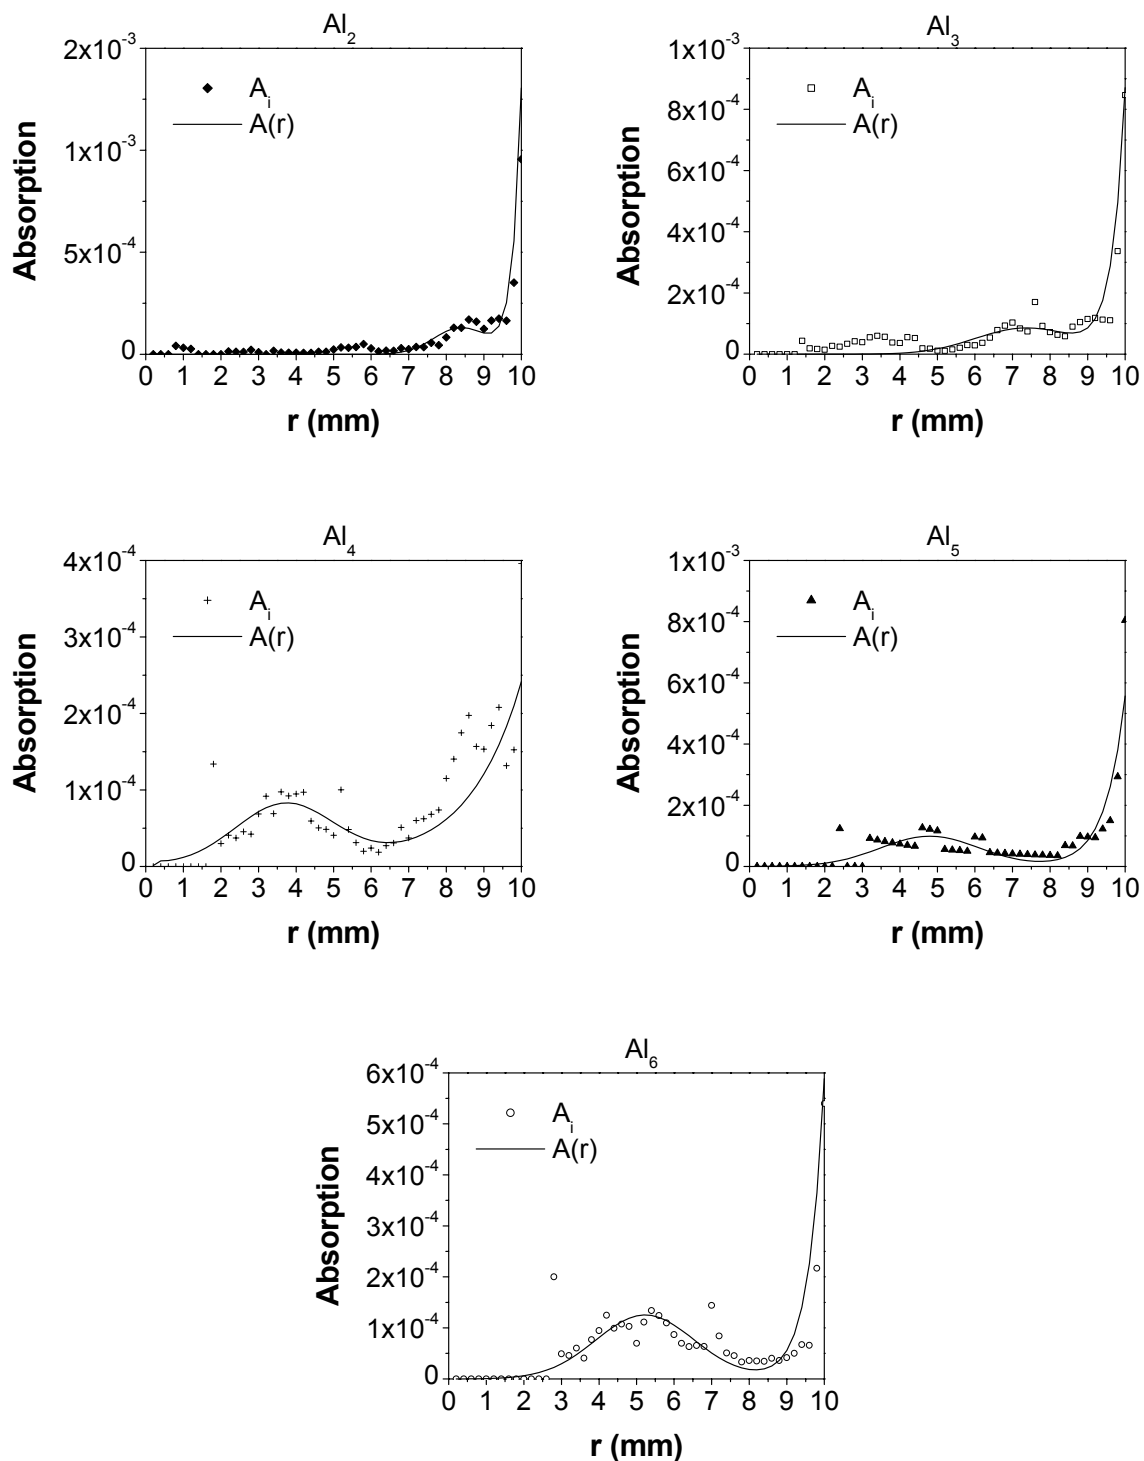 Al₂
2x10⁻³
1x10⁻³
5x10⁻⁴
0
Absorption
Aᵢ
A(r)
0 1 2 3 4 5 6 7 8 9 10
r (mm)
Al₃
1x10⁻³
8x10⁻⁴
6x10⁻⁴
4x10⁻⁴
2x10⁻⁴
0
Absorption
Aᵢ
A(r)
0 1 2 3 4 5 6 7 8 9 10
r (mm)
Al₄
4x10⁻⁴
3x10⁻⁴
2x10⁻⁴
1x10⁻⁴
0
Absorption
Aᵢ
A(r)
0 1 2 3 4 5 6 7 8 9 10
r (mm)
Al₅
1x10⁻³
8x10⁻⁴
6x10⁻⁴
4x10⁻⁴
2x10⁻⁴
0
Absorption
Aᵢ
A(r)
0 1 2 3 4 5 6 7 8 9 10
r (mm)
Al₆
6x10⁻⁴
5x10⁻⁴
4x10⁻⁴
3x10⁻⁴
2x10⁻⁴
1x10⁻⁴
0
Absorption
Aᵢ
A(r)
0 1 2 3 4 5 6 7 8 9 10
r (mm)